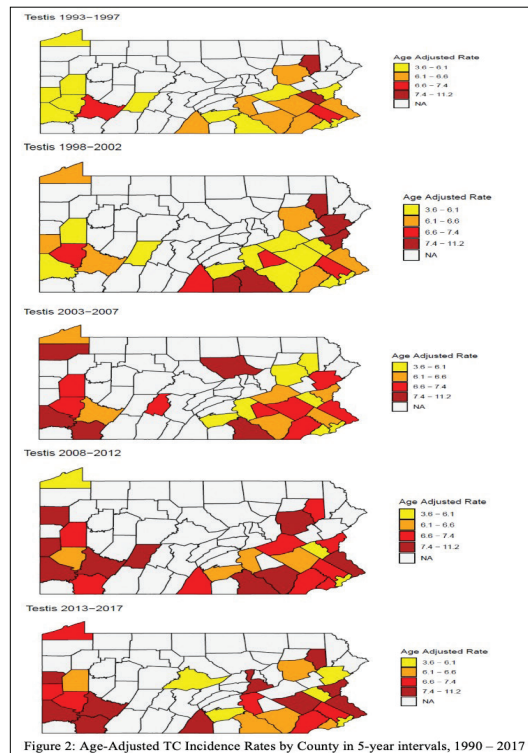 Testis 1993−1997
Age Adjusted Rate
3.6 − 6.1
6.1 − 6.6
6.6 − 7.4
7.4 − 11.2
NA
Testis 1998−2002
Age Adjusted Rate
3.6 − 6.1
6.1 − 6.6
6.6 − 7.4
7.4 − 11.2
NA
Testis 2003−2007
Age Adjusted Rate
3.6 − 6.1
6.1 − 6.6
6.6 − 7.4
7.4 − 11.2
NA
Testis 2008−2012
Age Adjusted Rate
3.6 − 6.1
6.1 − 6.6
6.6 − 7.4
7.4 − 11.2
NA
Testis 2013−2017
Age Adjusted Rate
3.6 − 6.1
6.1 − 6.6
6.6 − 7.4
7.4 − 11.2
NA
Figure 2: Age-Adjusted TC Incidence Rates by County in 5-year intervals, 1990 – 2017